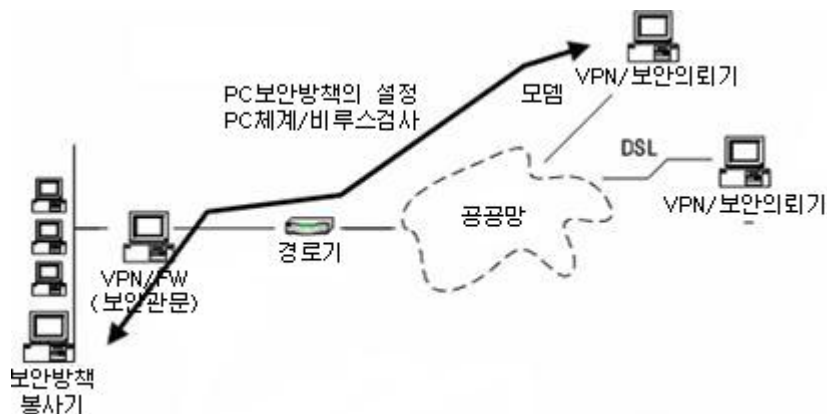 VPN/보안의뢰기
PC보안방책의 설정
PC체계/비루스검사
모뎀
DSL
VPN/보안의뢰기
공공망
경로기
VPN/FW
(보안관문)
보안방책
봉사기